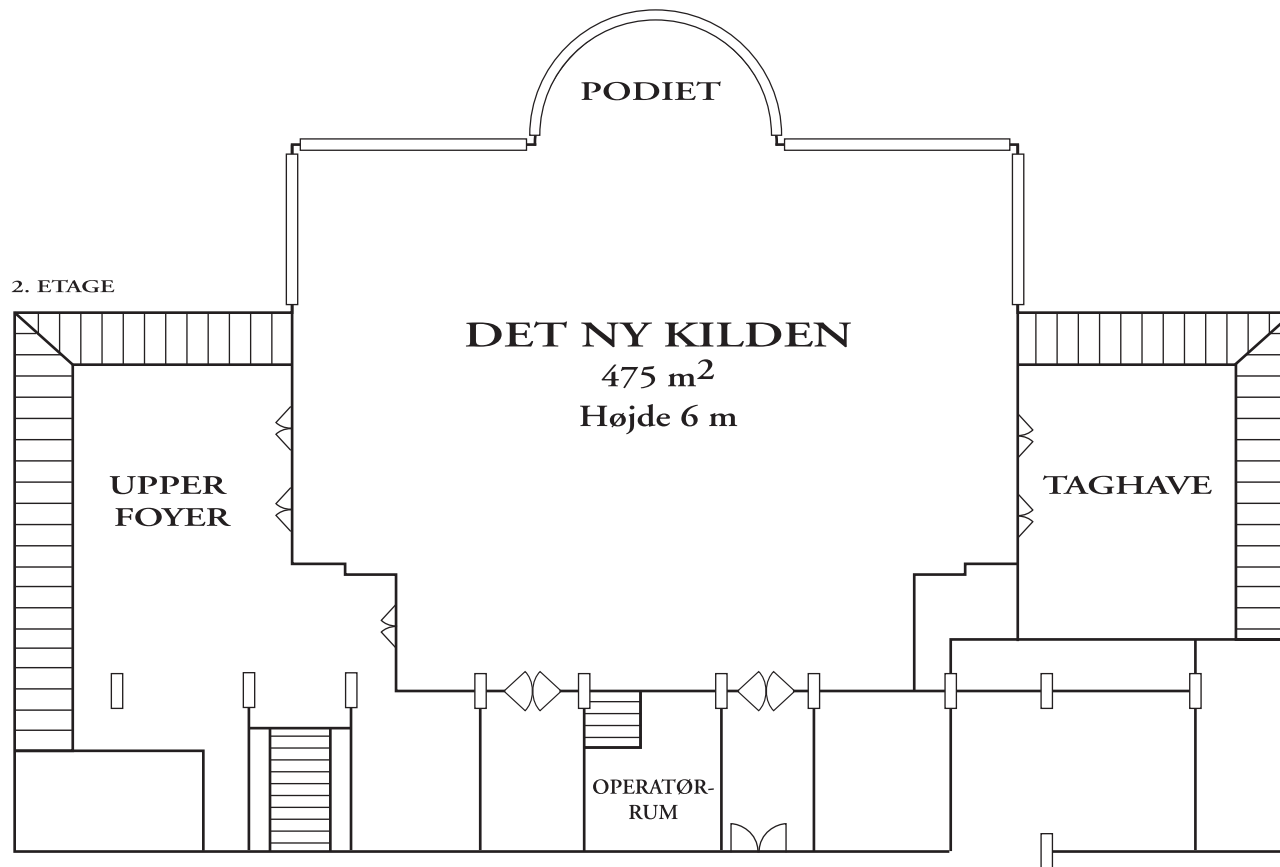 PODIET
2. ETAGE
DET NY KILDEN
475 m²
Højde 6 m
UPPER
FOYER
TAGHAVE
OPERATØR-
RUM